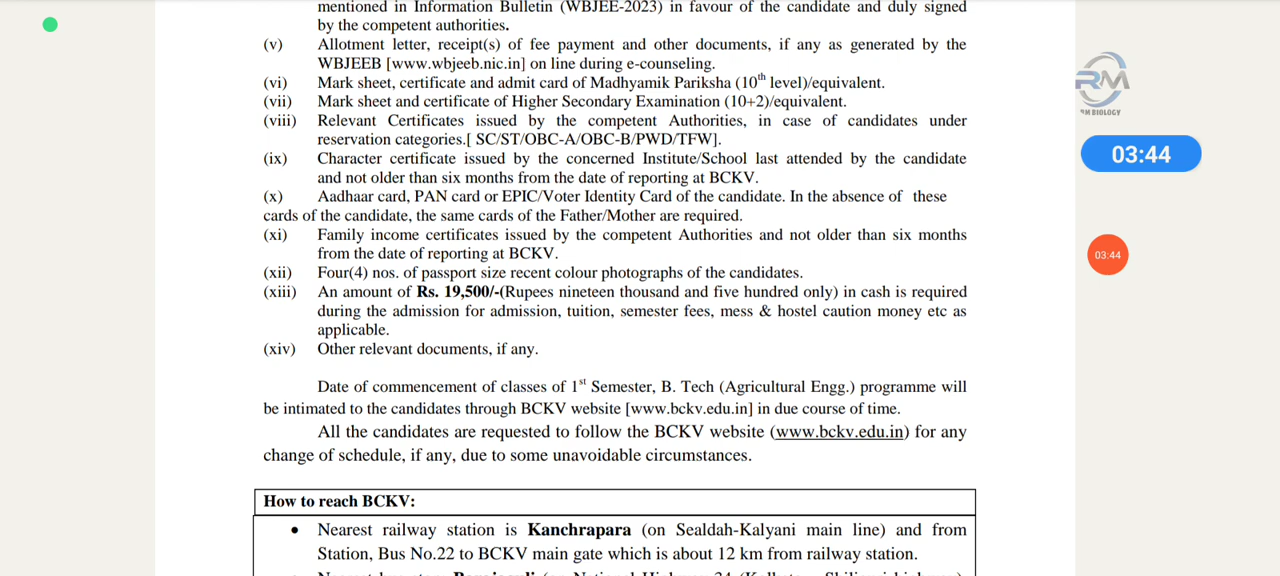 mentioned in Information Bulletin (WBJEE-2023) in favour of the candidate and duly signed
by the competent authorities.
(v) Allotment letter, receipt(s) of fee payment and other documents, if any as generated by the
WBJEEB [www.wbjeeb.nic.in] on line during e-counseling.
(vi) Mark sheet, certificate and admit card of Madhyamik Pariksha (10th level)/equivalent.
(vii) Mark sheet and certificate of Higher Secondary Examination (10+2)/equivalent.
(viii) Relevant Certificates issued by the competent Authorities, in case of candidates under
reservation categories.[ SC/ST/OBC-A/OBC-B/PWD/TFW].
(ix) Character certificate issued by the concerned Institute/School last attended by the candidate
and not older than six months from the date of reporting at BCKV.
(x) Aadhaar card, PAN card or EPIC/Voter Identity Card of the candidate. In the absence of these
cards of the candidate, the same cards of the Father/Mother are required.
(xi) Family income certificates issued by the competent Authorities and not older than six months
from the date of reporting at BCKV.
(xii) Four(4) nos. of passport size recent colour photographs of the candidates.
(xiii) An amount of Rs. 19,500/-(Rupees nineteen thousand and five hundred only) in cash is required
during the admission for admission, tuition, semester fees, mess & hostel caution money etc as
applicable.
(xiv) Other relevant documents, if any.
Date of commencement of classes of 1st Semester, B. Tech (Agricultural Engg.) programme will
be intimated to the candidates through BCKV website [www.bckv.edu.in] in due course of time.
All the candidates are requested to follow the BCKV website (www.bckv.edu.in) for any
change of schedule, if any, due to some unavoidable circumstances.
How to reach BCKV:
• Nearest railway station is Kanchrapara (on Sealdah-Kalyani main line) and from
Station, Bus No.22 to BCKV main gate which is about 12 km from railway station.
RM
RM BIOLOGY
03:44
03:44